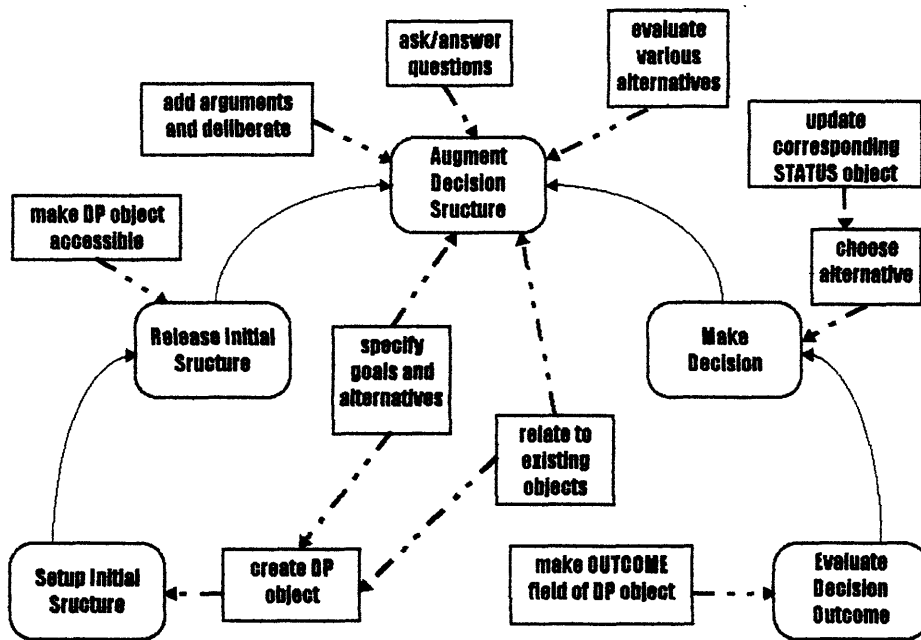 ask/answer
questions
evaluate
various
alternatives
add arguments
and deliberate
update
corresponding
STATUS object
Augment
Decision
Sructure
make DP object
accessible
choose
alternative
Release Initial
Sructure
specify
goals and
alternatives
Make
Decision
relate to
existing
objects
Setup Initial
Sructure
create DP
object
make OUTCOME
field of DP object
Evaluate
Decision
Outcome